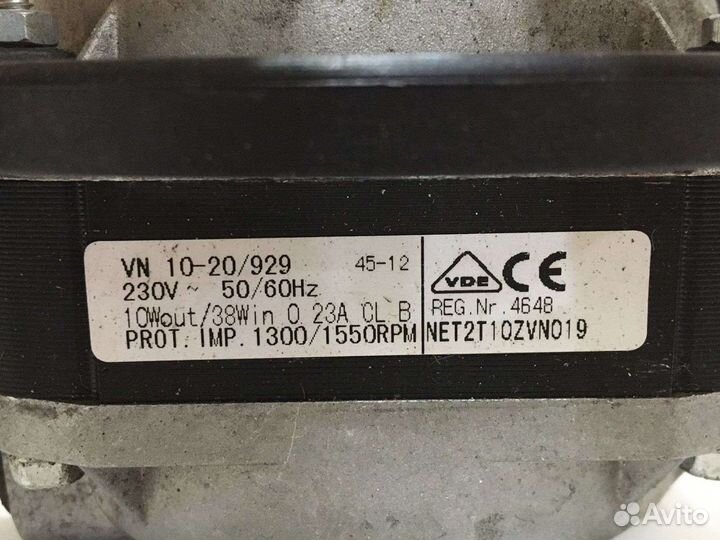 VN 10-20/929 45-12
230V ~ 50/60Hz
10Wout/38Win 0,23A CL B
PROT. IMP. 1300/1550RPM
VDE CE
REG.Nr. 4648
NET2T10ZVN019
Avito